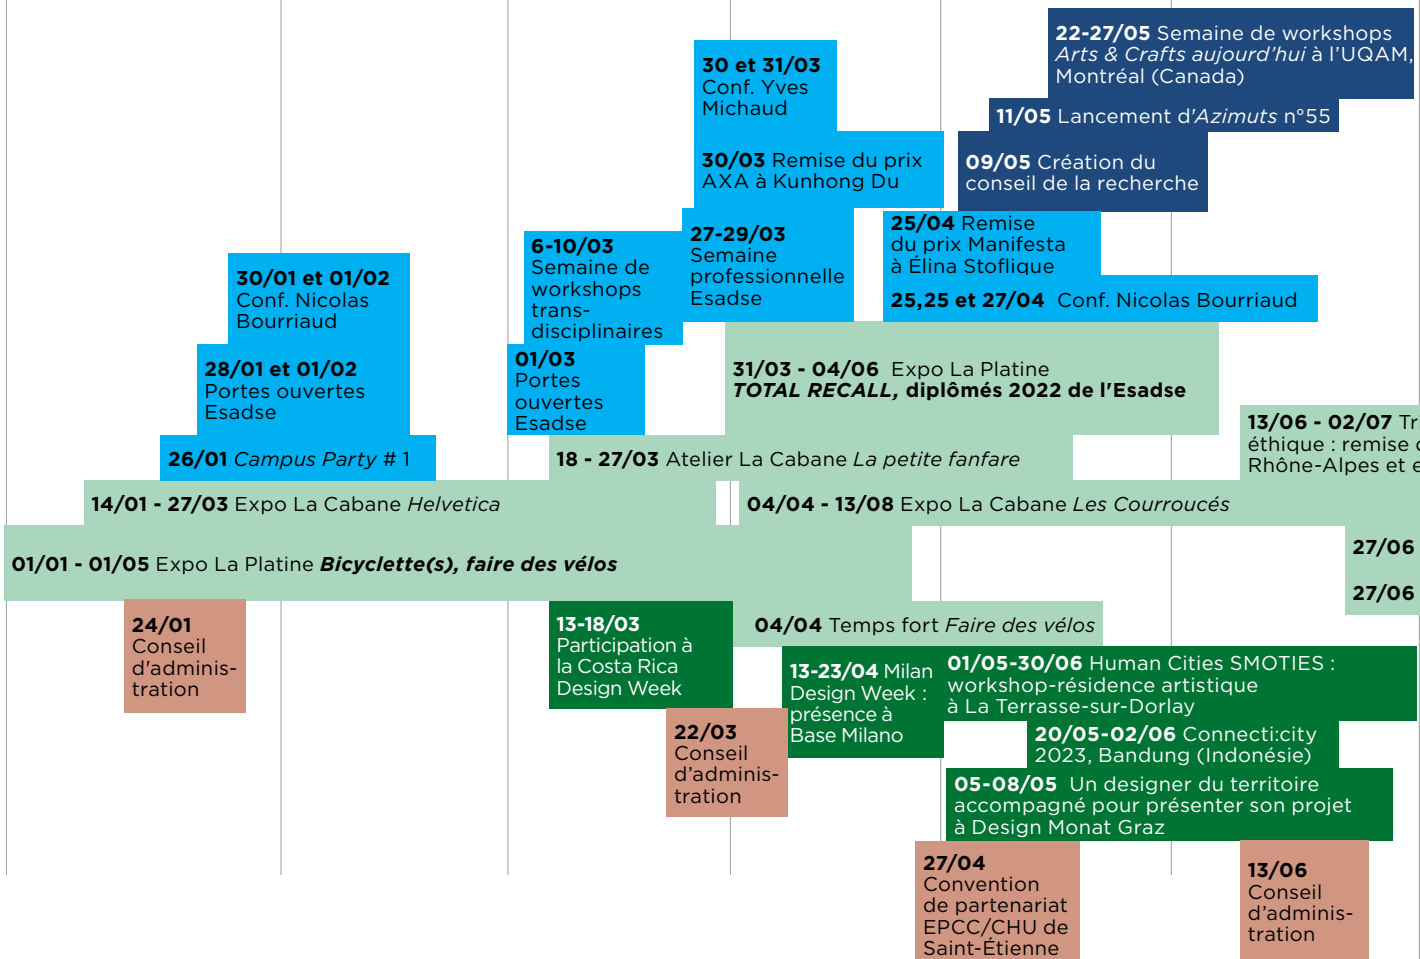 22-27/05 Semaine de workshops
Arts & Crafts aujourd’hui à l’UQAM,
Montréal (Canada)
30 et 31/03
Conf. Yves
Michaud
11/05 Lancement d'Azimuts n°55
30/03 Remise du prix
AXA à Kunhong Du
09/05 Création du
conseil de la recherche
6-10/03
Semaine de
workshops
trans-
disciplinaires
27-29/03
Semaine
professionnelle
Esadse
25/04 Remise
du prix Manifesta
à Élina Stoflique
30/01 et 01/02
Conf. Nicolas
Bourriaud
25,25 et 27/04 Conf. Nicolas Bourriaud
28/01 et 01/02
Portes ouvertes
Esadse
01/03
Portes
ouvertes
Esadse
31/03 - 04/06 Expo La Platine
TOTAL RECALL, diplômés 2022 de l'Esadse
13/06 - 02/07 Tr
éthique : remise
Rhône-Alpes et e
26/01 Campus Party # 1
18 - 27/03 Atelier La Cabane La petite fanfare
14/01 - 27/03 Expo La Cabane Helvetica
04/04 - 13/08 Expo La Cabane Les Courroucés
01/01 - 01/05 Expo La Platine Bicyclette(s), faire des vélos
27/06
27/06
24/01
Conseil
d'adminis-
tration
13-18/03
Participation à
la Costa Rica
Design Week
04/04 Temps fort Faire des vélos
13-23/04 Milan
Design Week :
présence à
Base Milano
01/05-30/06 Human Cities SMOTIES :
workshop-résidence artistique
à La Terrasse-sur-Dorlay
22/03
Conseil
d’adminis-
tration
20/05-02/06 Connecti:city
2023, Bandung (Indonésie)
05-08/05 Un designer du territoire
accompagné pour présenter son projet
à Design Monat Graz
27/04
Convention
de partenariat
EPCC/CHU de
Saint-Étienne
13/06
Conseil
d’adminis-
tration